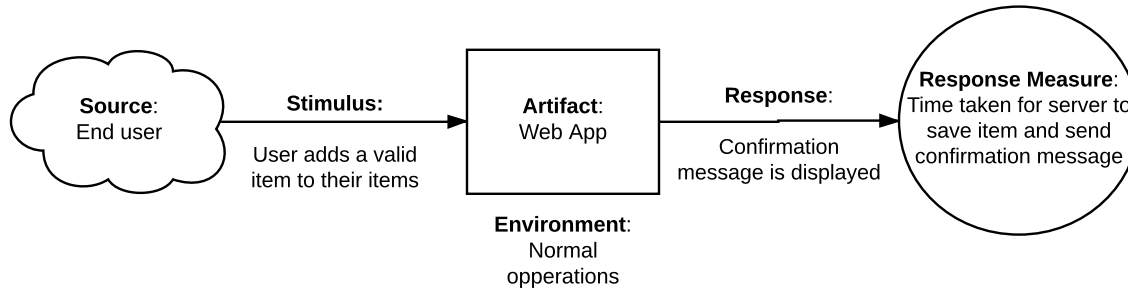 Source:
End user
Stimulus:
User adds a valid
item to their items
Artifact:
Web App
Environment:
Normal
opperations
Response:
Confirmation
message is displayed
Response Measure:
Time taken for server to
save item and send
confirmation message